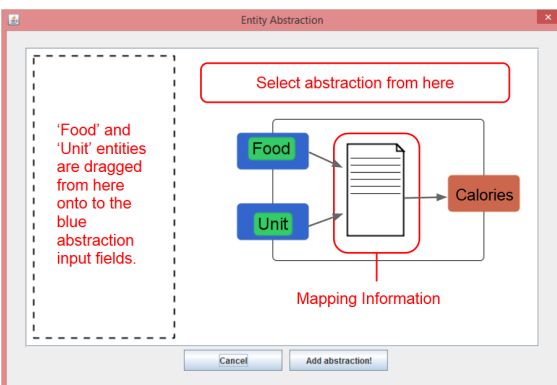 Entity Abstraction
Select abstraction from here
‘Food’ and
‘Unit’ entities
are dragged
from here
onto to the
blue
abstraction
input fields.
Food
Unit
Calories
Mapping Information
Cancel
Add abstraction!